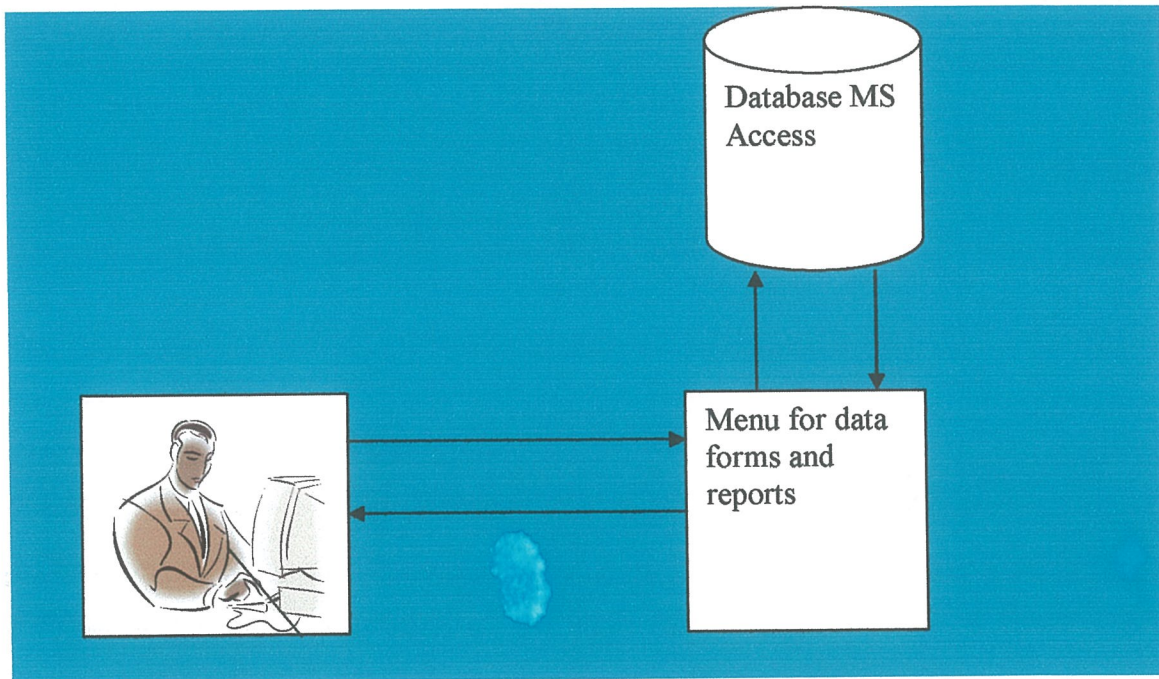 Database MS
Access
Menu for data
forms and
reports